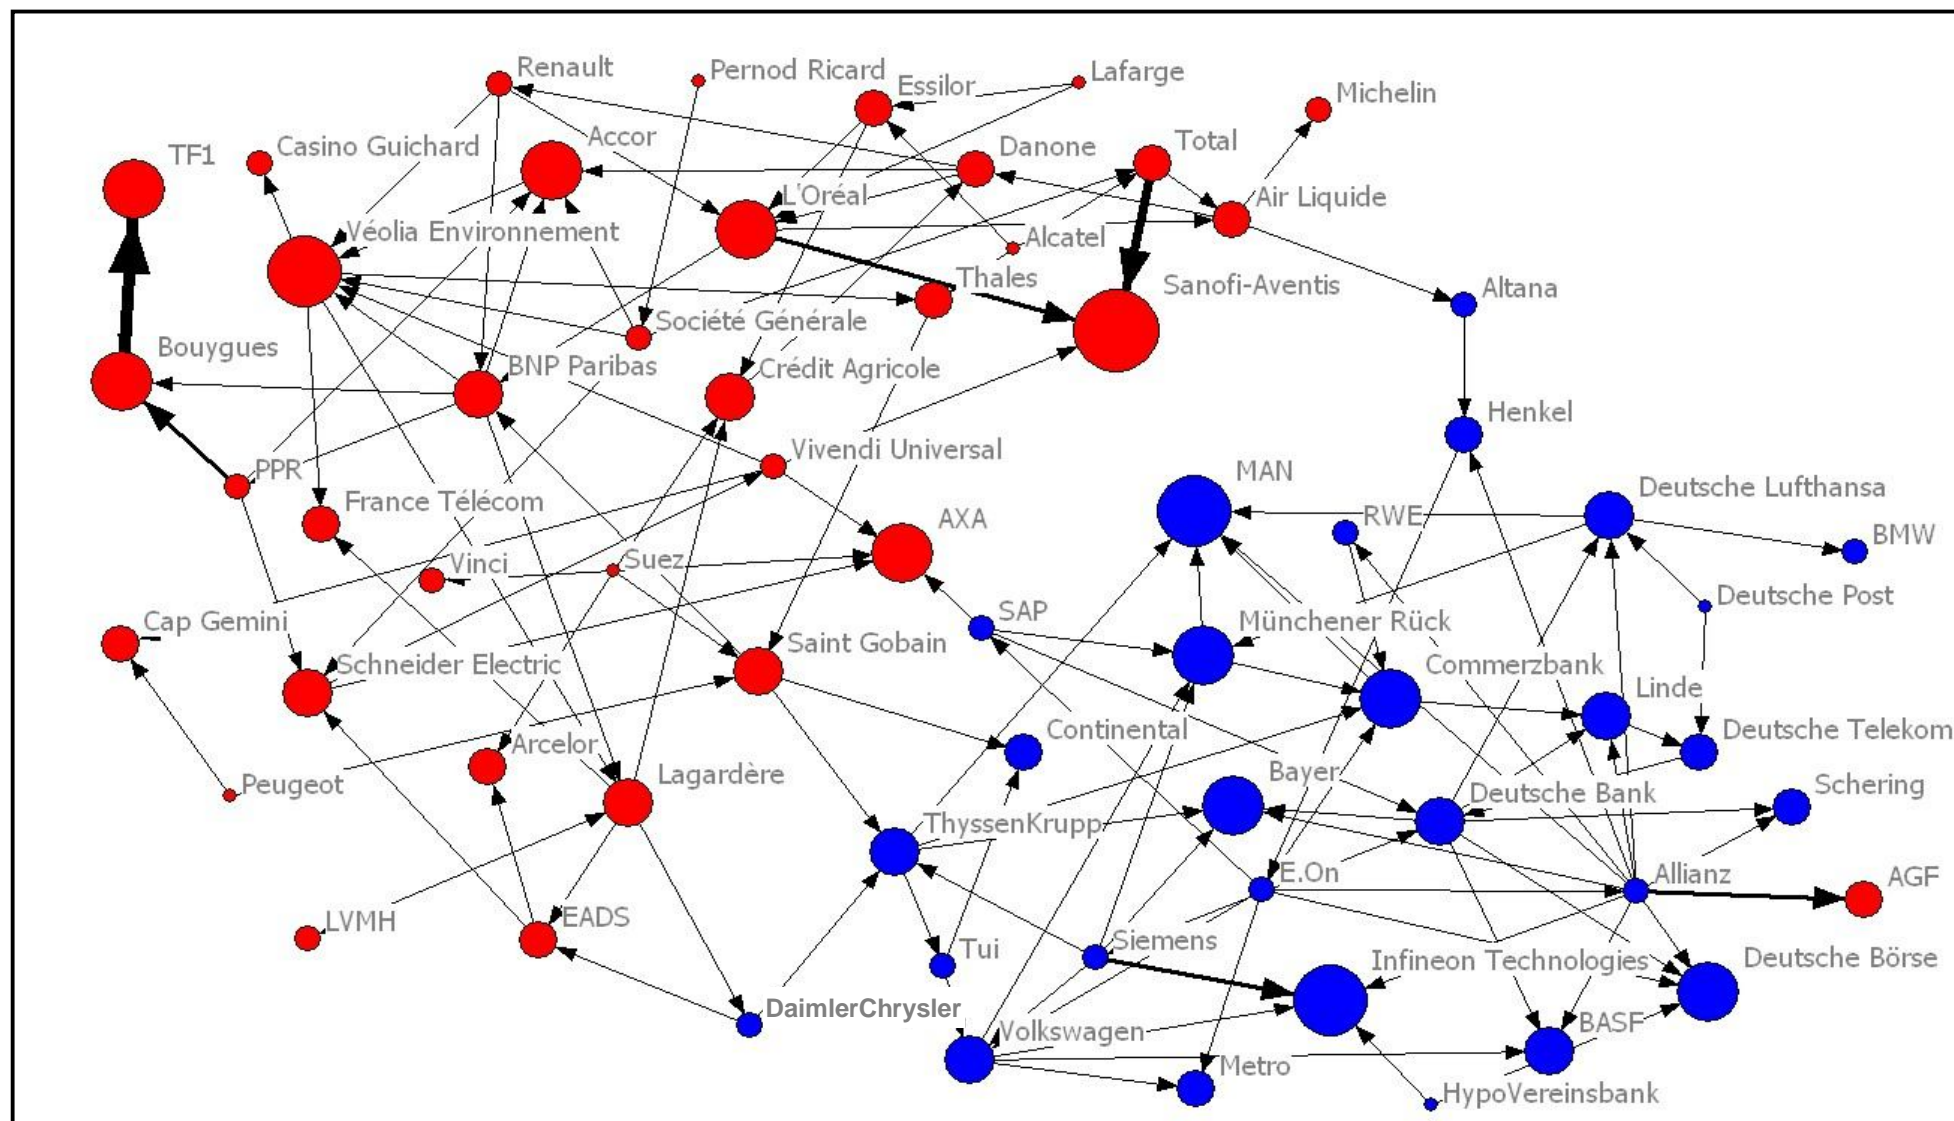 Renault
Pernod Ricard
Essilor
Lafarge
Michelin
Casino Guichard
Accor
Danone
Total
TF1
L'Oréal
Air Liquide
Véolia Environnement
Alcatel
Thales
Sanofi-Aventis
Altana
Société Générale
Bouygues
BNP Paribas
Crédit Agricole
Henkel
Vivendi Universal
PPR
MAN
Deutsche Lufthansa
France Télécom
AXA
RWE
BMW
Vinci
Suez
SAP
Deutsche Post
Cap Gemini
Münchener Rück
Schneider Electric
Saint Gobain
Commerzbank
Linde
Arcelor
Continental
Deutsche Telekom
Peugeot
Lagardère
Bayer
Deutsche Bank
Schering
ThyssenKrupp
E.On
Allianz
AGF
LVMH
EADS
Tui
Siemens
Infineon Technologies
Deutsche Börse
DaimlerChrysler
Volkswagen
BASF
Metro
HypoVereinsbank